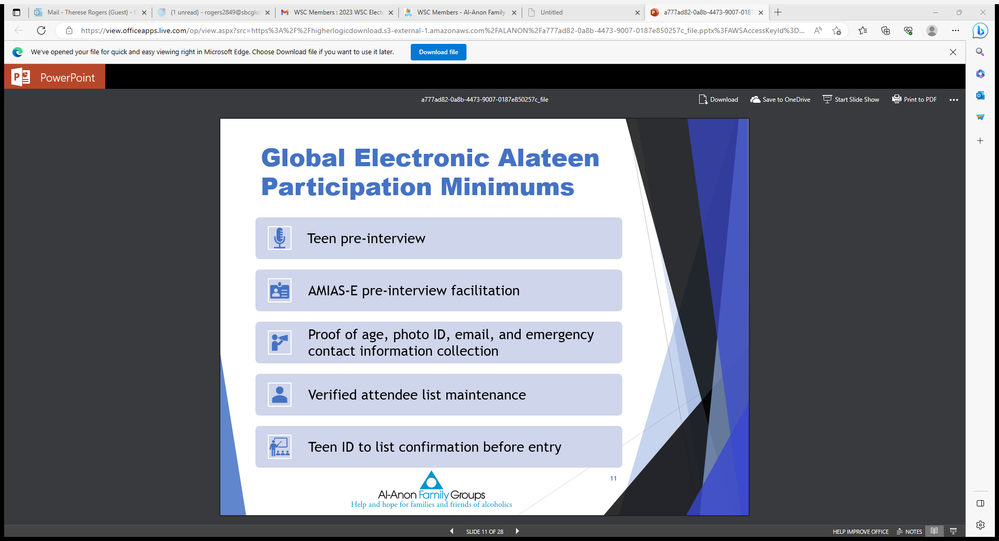 Mail - Therese Rogers (Guest) - O
(1 unread) - rogers2849@sbcglo
WSC Members : 2023 WSC Elect
WSC Members - Al-Anon Family
Untitled
a777ad82-0a8b-4473-9007-0187
https://view.officeapps.live.com/op/view.aspx?src=https%3A%2F%2Fhigherlogicdownload.s3-external-1.amazonaws.com%2FALANON%2Fa777ad82-0a8b-4473-9007-0187e850257c_file.pptx%3FAWSAccessKeyId%3D...
We've opened your file for quick and easy viewing right in Microsoft Edge. Choose Download file if you want to use it later.
Download file
PowerPoint
a777ad82-0a8b-4473-9007-0187e850257c_file
Download
Save to OneDrive
Start Slide Show
Print to PDF
Global Electronic Alateen
Participation Minimums
Teen pre-interview
AMIAS-E pre-interview facilitation
Proof of age, photo ID, email, and emergency
contact information collection
Verified attendee list maintenance
Teen ID to list confirmation before entry
11
Al-Anon Family Groups
Help and hope for families and friends of alcoholics
SLIDE 11 OF 28
HELP IMPROVE OFFICE
NOTES